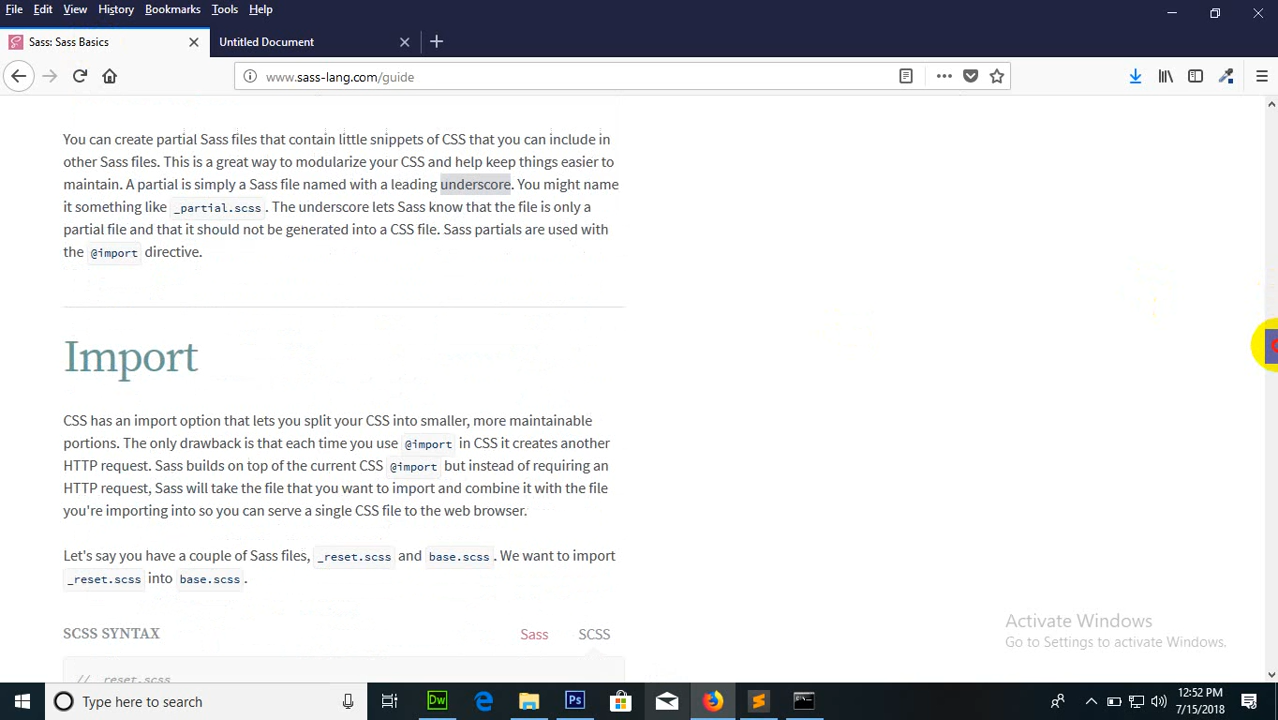 File Edit View History Bookmarks Tools Help
Sass: Sass Basics
Untitled Document
www.sass-lang.com/guide
You can create partial Sass files that contain little snippets of CSS that you can include in
other Sass files. This is a great way to modularize your CSS and help keep things easier to
maintain. A partial is simply a Sass file named with a leading underscore. You might name
it something like _partial.scss. The underscore lets Sass know that the file is only a
partial file and that it should not be generated into a CSS file. Sass partials are used with
the @import directive.
Import
CSS has an import option that lets you split your CSS into smaller, more maintainable
portions. The only drawback is that each time you use @import in CSS it creates another
HTTP request. Sass builds on top of the current CSS @import but instead of requiring an
HTTP request, Sass will take the file that you want to import and combine it with the file
you're importing into so you can serve a single CSS file to the web browser.
Let's say you have a couple of Sass files, _reset.scss and base.scss. We want to import
_reset.scss into base.scss.
SCSS SYNTAX
Sass SCSS
// _reset.scss
Activate Windows
Go to Settings to activate Windows.
Type here to search
Dw
Ps
12:52 PM
7/15/2018